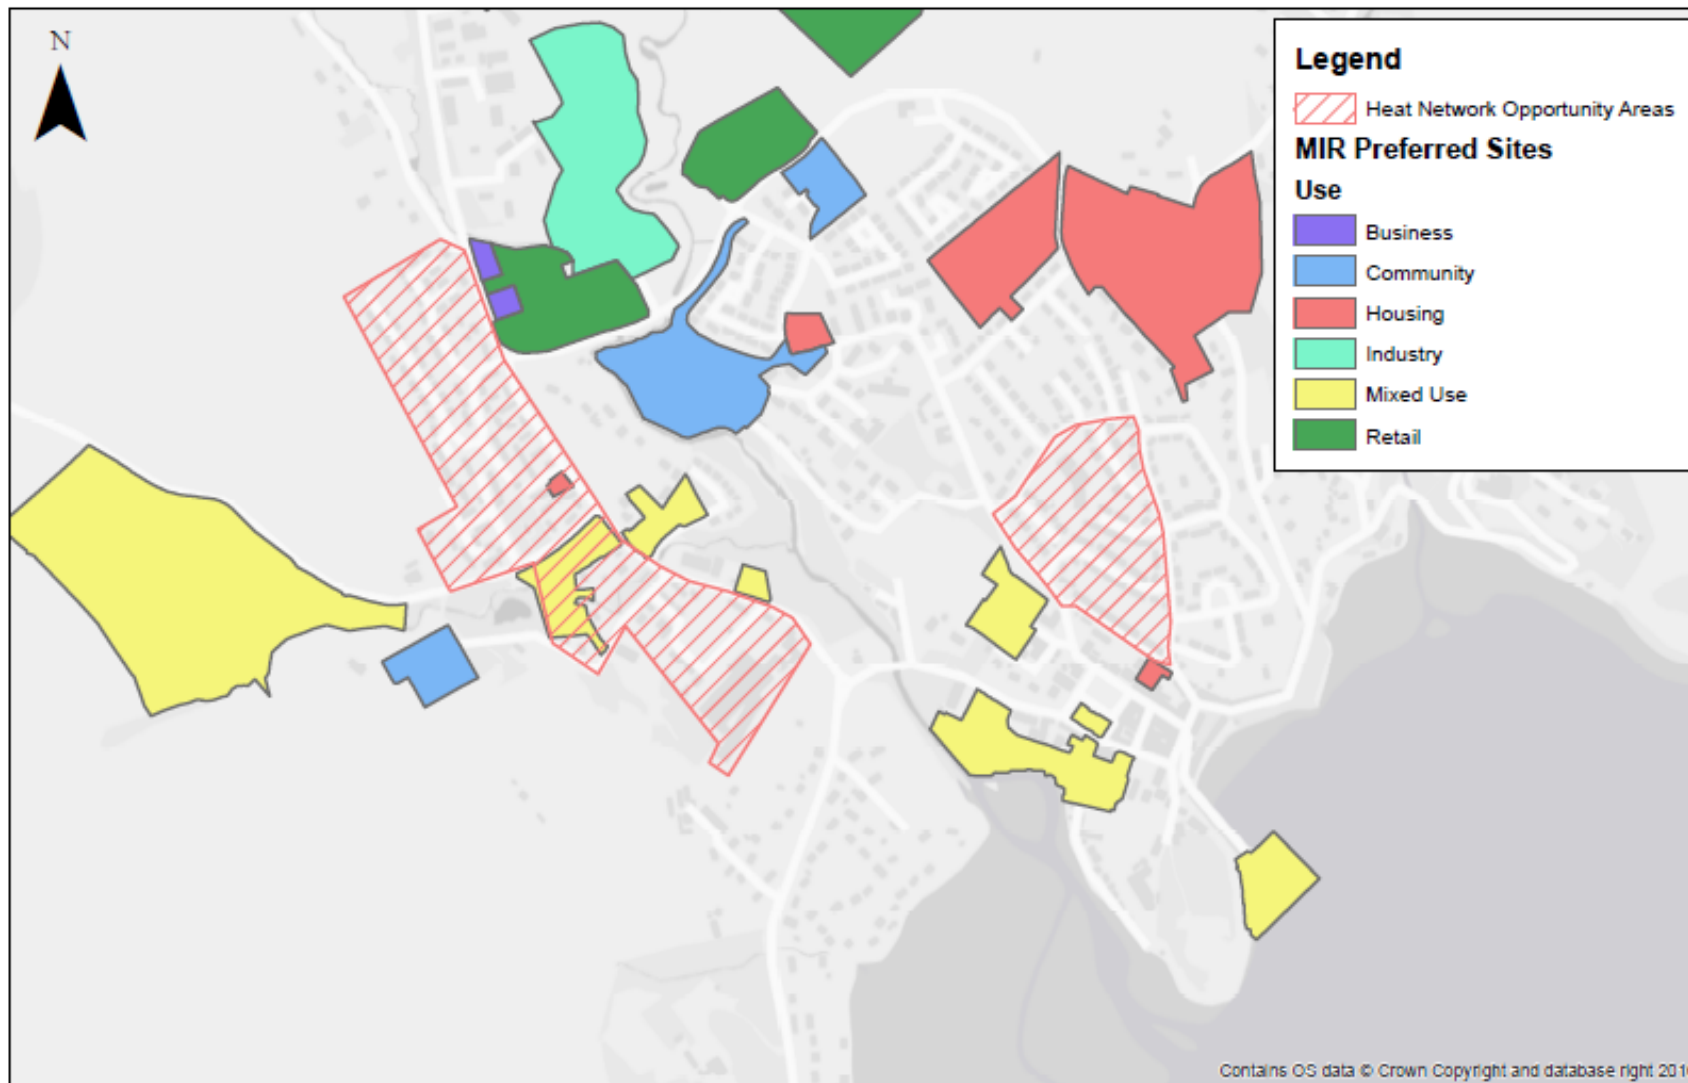 N
Legend
Heat Network Opportunity Areas
MIR Preferred Sites
Use
Business
Community
Housing
Industry
Mixed Use
Retail
Contains OS data © Crown Copyright and database right 201